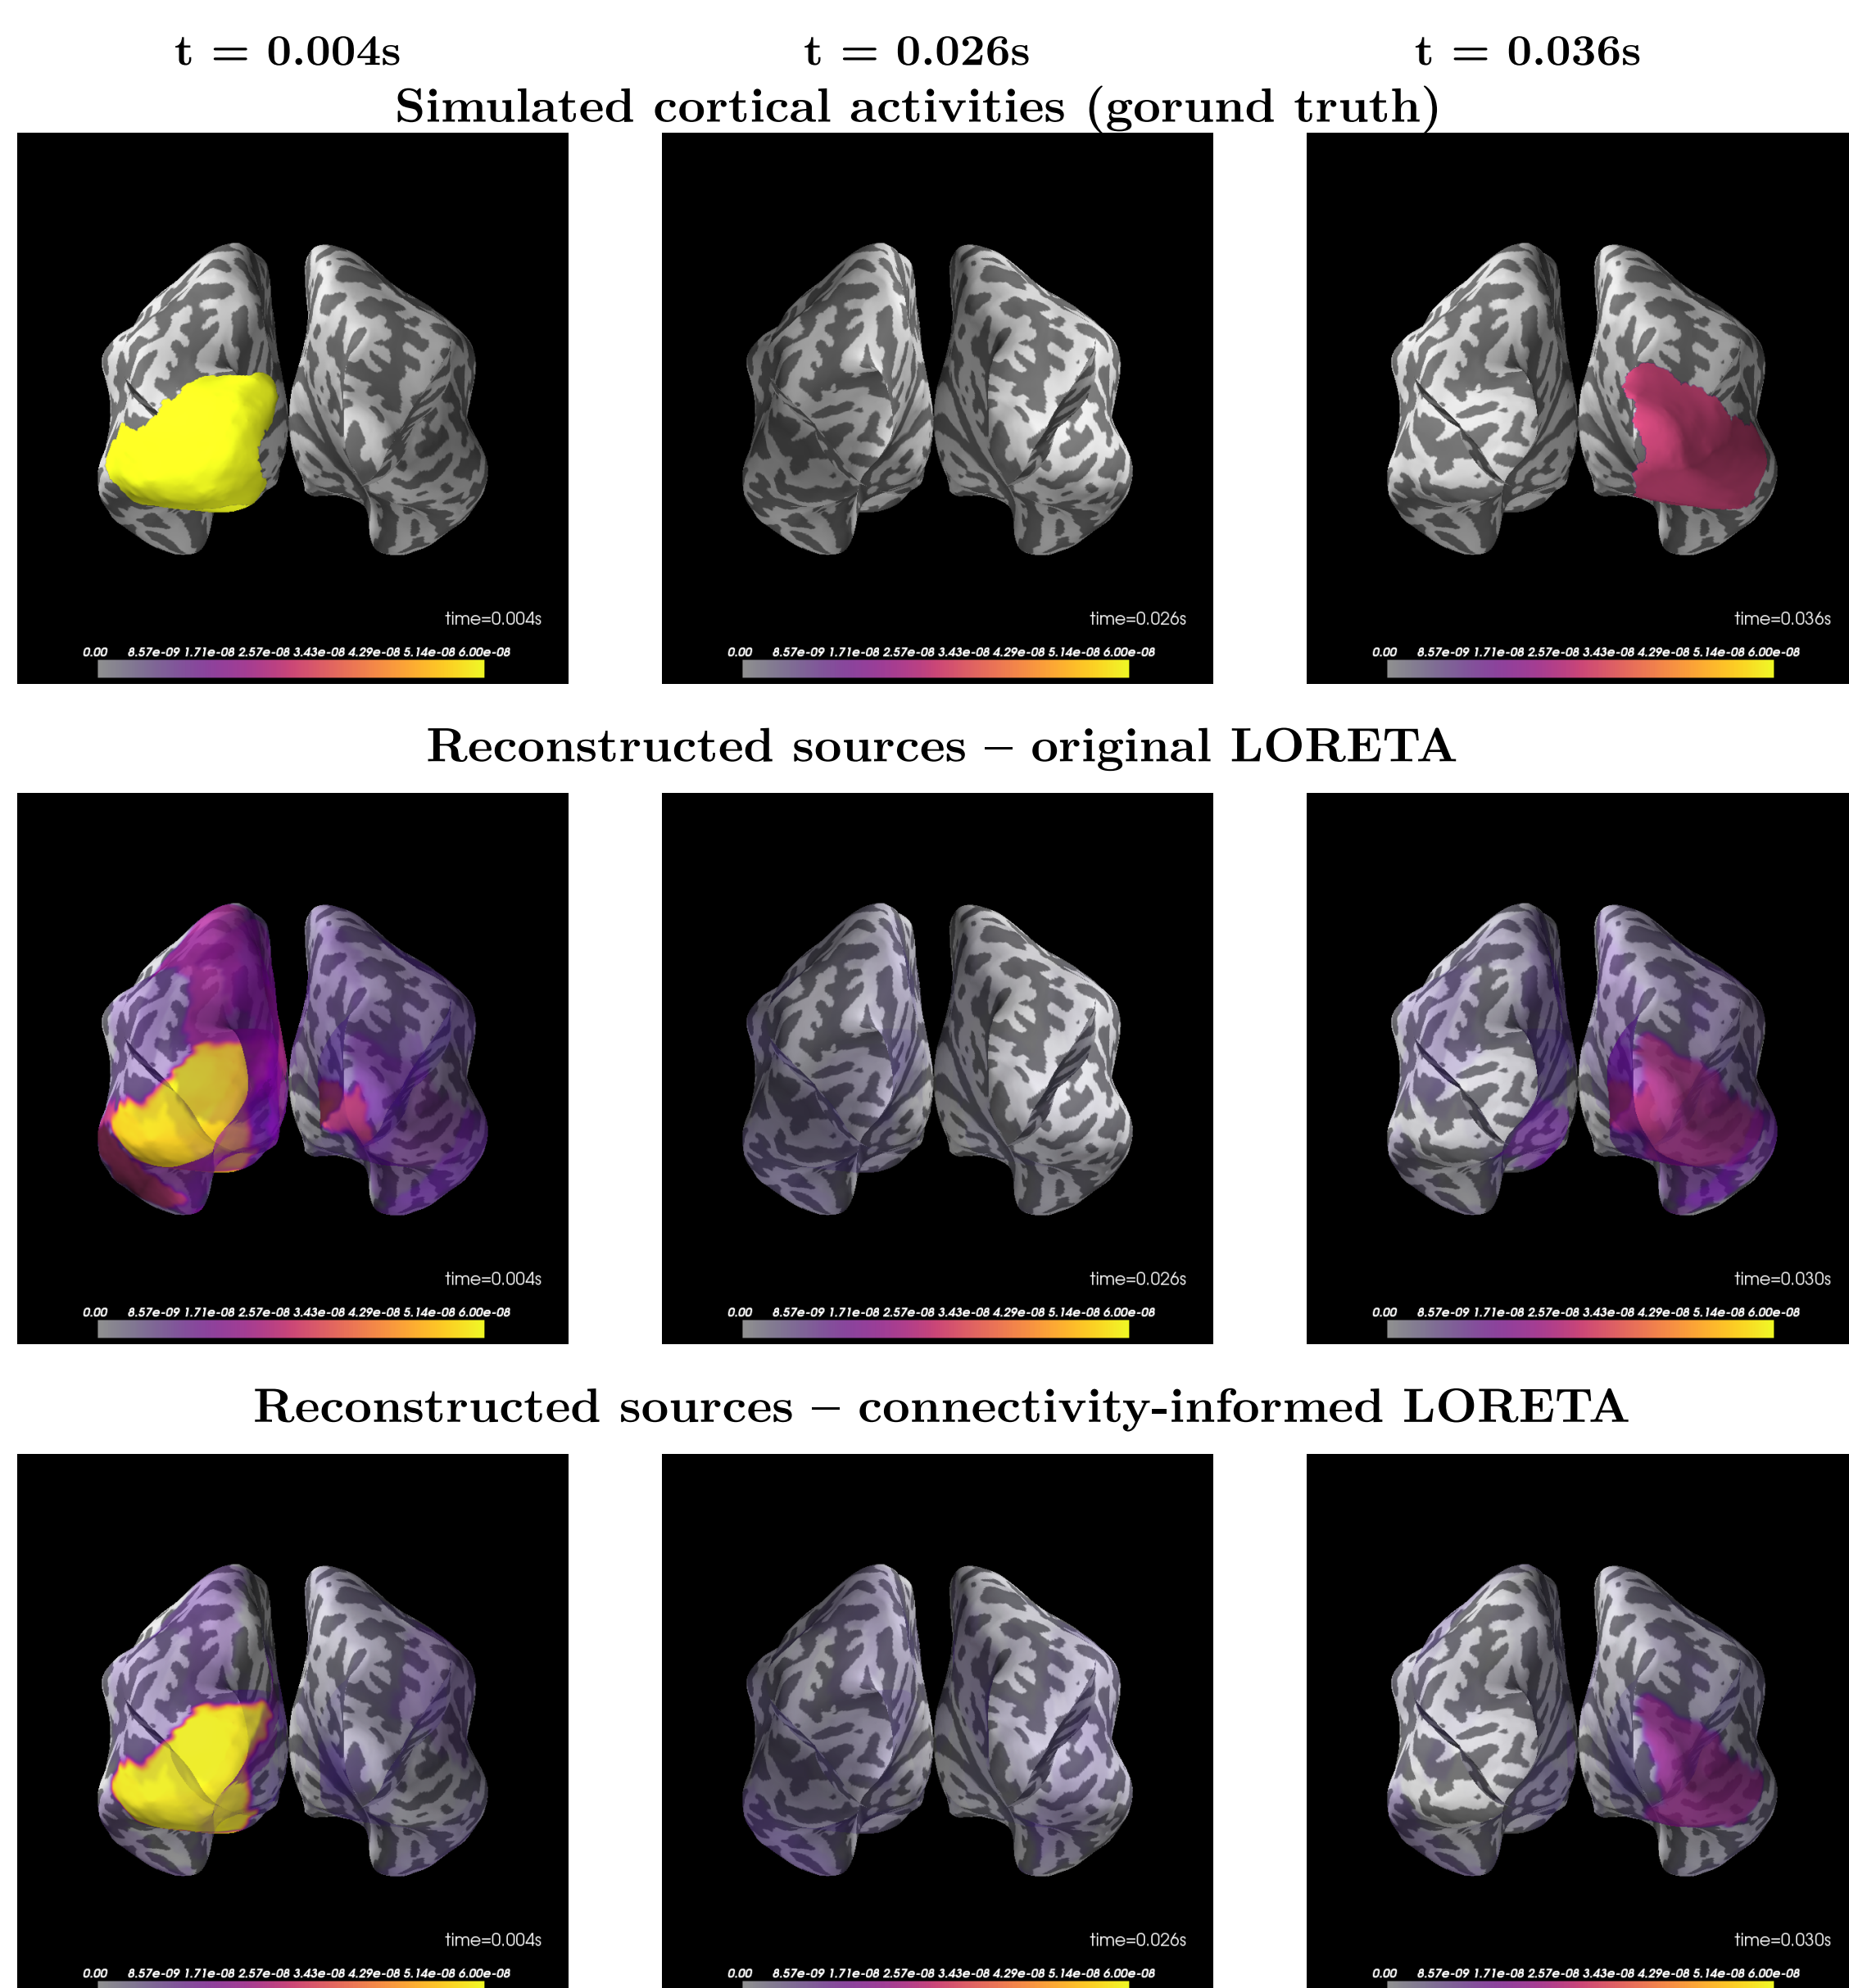 t = 0.004s t = 0.026s t = 0.036s
Simulated cortical activities (gorund truth)
time=0.004s time=0.026s time=0.036s
0.00 8.57e-09 1.71e-08 2.57e-08 3.43e-08 4.29e-08 5.14e-08 6.00e-08 0.00 8.57e-09 1.71e-08 2.57e-08 3.43e-08 4.29e-08 5.14e-08 6.00e-08 0.00 8.57e-09 1.71e-08 2.57e-08 3.43e-08 4.29e-08 5.14e-08 6.00e-08
Reconstructed sources – original LORETA
time=0.004s time=0.026s time=0.030s
0.00 8.57e-09 1.71e-08 2.57e-08 3.43e-08 4.29e-08 5.14e-08 6.00e-08 0.00 8.57e-09 1.71e-08 2.57e-08 3.43e-08 4.29e-08 5.14e-08 6.00e-08 0.00 8.57e-09 1.71e-08 2.57e-08 3.43e-08 4.29e-08 5.14e-08 6.00e-08
Reconstructed sources – connectivity-informed LORETA
time=0.004s time=0.026s time=0.030s
0.00 8.57e-09 1.71e-08 2.57e-08 3.43e-08 4.29e-08 5.14e-08 6.00e-08 0.00 8.57e-09 1.71e-08 2.57e-08 3.43e-08 4.29e-08 5.14e-08 6.00e-08 0.00 8.57e-09 1.71e-08 2.57e-08 3.43e-08 4.29e-08 5.14e-08 6.00e-08